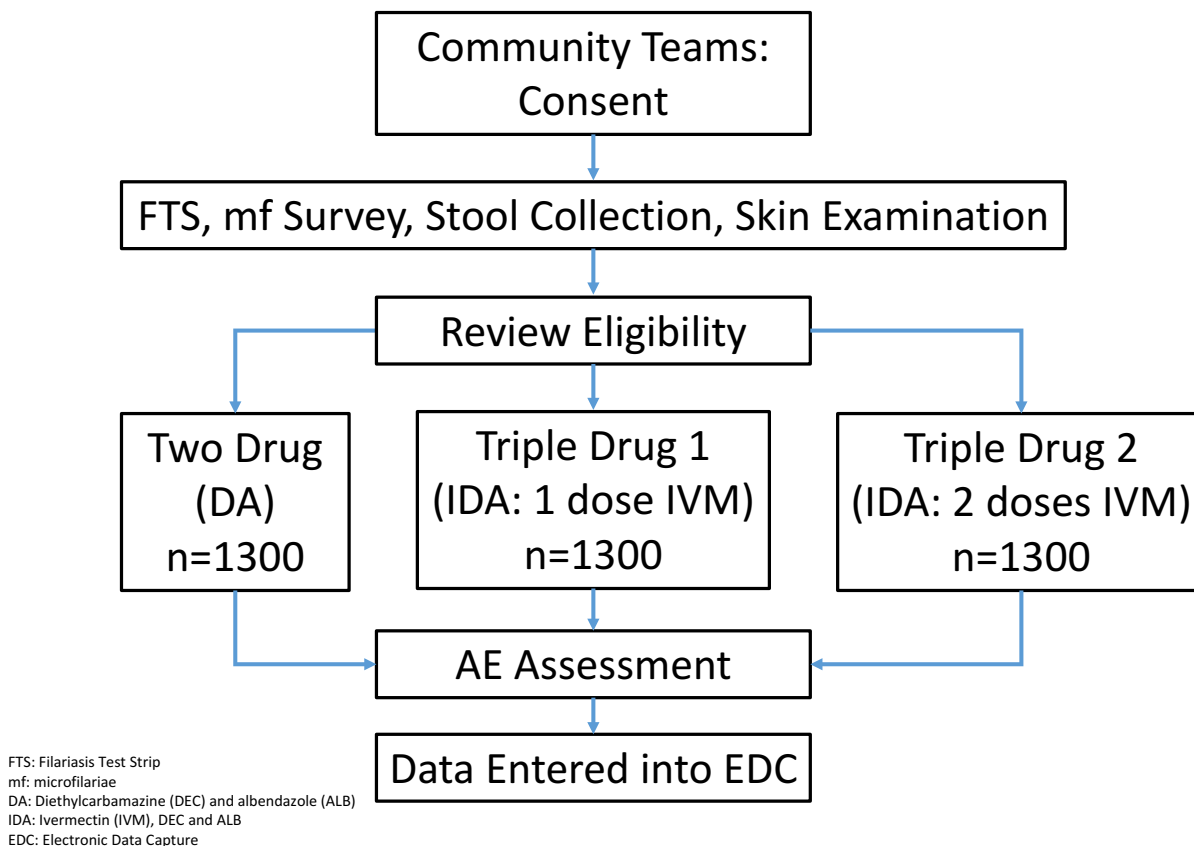 Community Teams:
Consent
FTS, mf Survey, Stool Collection, Skin Examination
Review Eligibility
Two Drug
(DA)
n=1300
Triple Drug 1
(IDA: 1 dose IVM)
n=1300
Triple Drug 2
(IDA: 2 doses IVM)
n=1300
AE Assessment
Data Entered into EDC
FTS: Filariasis Test Strip
mf: microfilariae
DA: Diethylcarbamazine (DEC) and albendazole (ALB)
IDA: Ivermectin (IVM), DEC and ALB
EDC: Electronic Data Capture